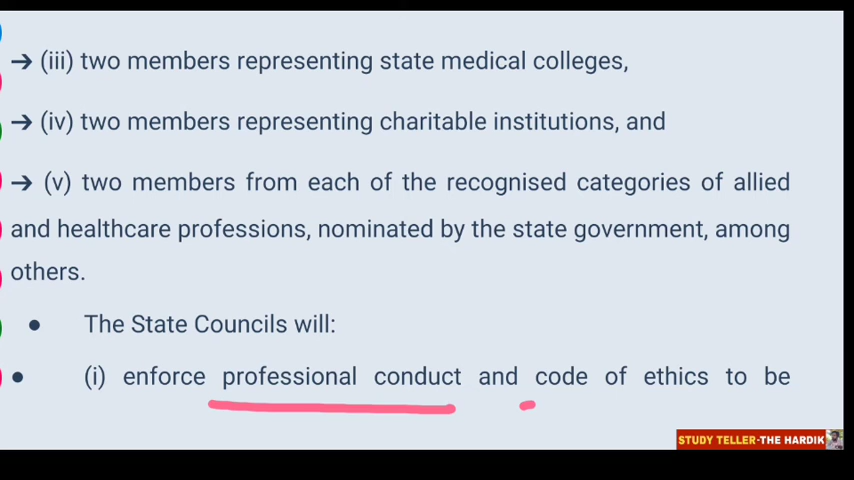 → (iii) two members representing state medical colleges,
→ (iv) two members representing charitable institutions, and
→ (v) two members from each of the recognised categories of allied
and healthcare professions, nominated by the state government, among
others.
● The State Councils will:
● (i) enforce professional conduct and code of ethics to be
STUDY TELLER-THE HARDIK